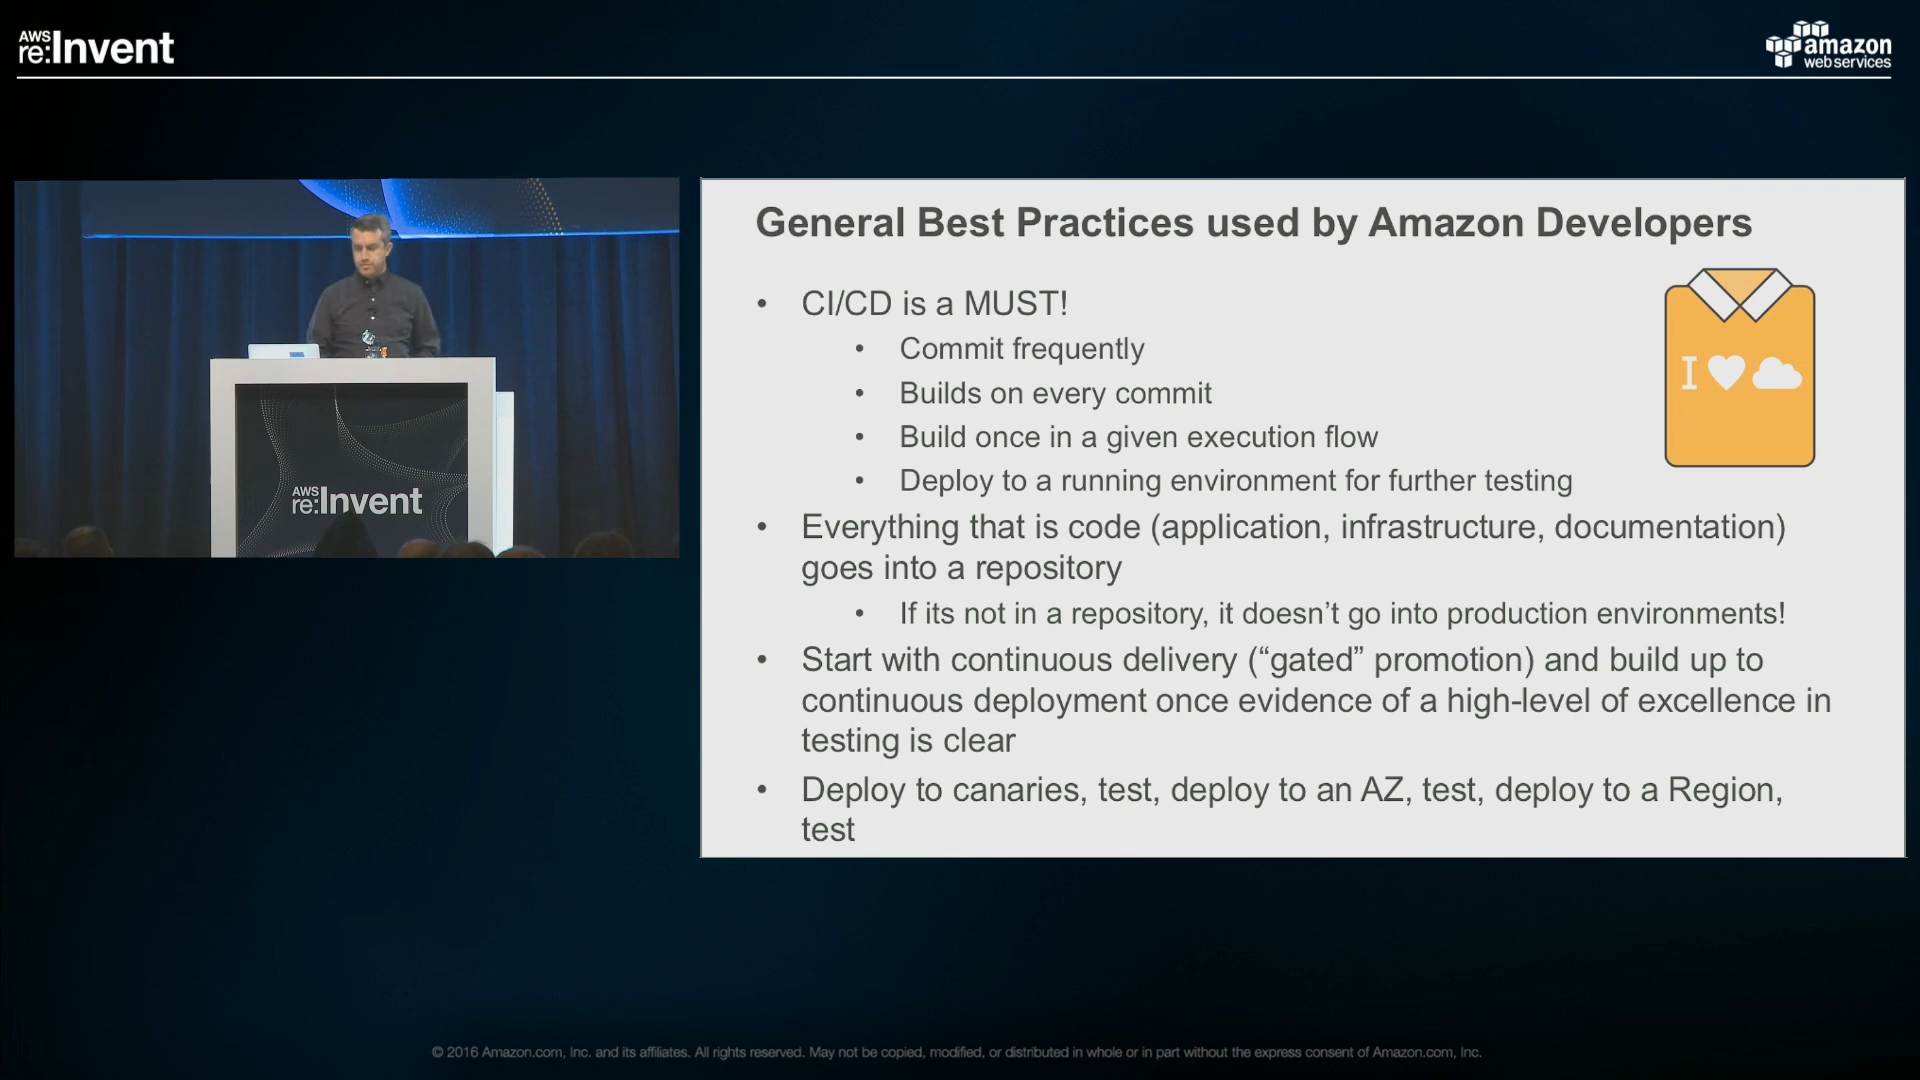 AWS
re:Invent
amazon
web services
AWS
re:Invent
General Best Practices used by Amazon Developers
• CI/CD is a MUST!
• Commit frequently
• Builds on every commit
• Build once in a given execution flow
• Deploy to a running environment for further testing
• Everything that is code (application, infrastructure, documentation)
goes into a repository
• If its not in a repository, it doesn’t go into production environments!
• Start with continuous delivery (“gated” promotion) and build up to
continuous deployment once evidence of a high-level of excellence in
testing is clear
• Deploy to canaries, test, deploy to an AZ, test, deploy to a Region,
test
I
© 2016 Amazon.com, Inc. and its affiliates. All rights reserved. May not be copied, modified, or distributed in whole or in part without the express consent of Amazon.com, Inc.